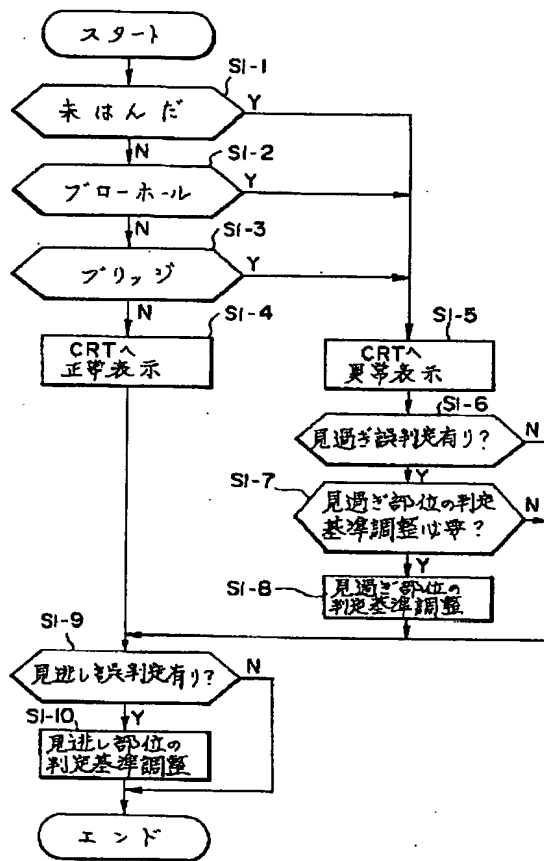 スタート
S1-1
未はんだ
Y
N
S1-2
ブローホール
Y
N
S1-3
ブリッジ
Y
N
S1-4
CRTへ
正常表示
S1-5
CRTへ
異常表示
S1-6
見過ぎ誤判定有り?
N
Y
S1-7
見過ぎ部位の判定
基準調整必要?
N
Y
S1-8
見過ぎ部位の
判定基準調整
S1-9
見逃し誤判定有り?
N
Y
S1-10
見逃し部位の
判定基準調整
エンド